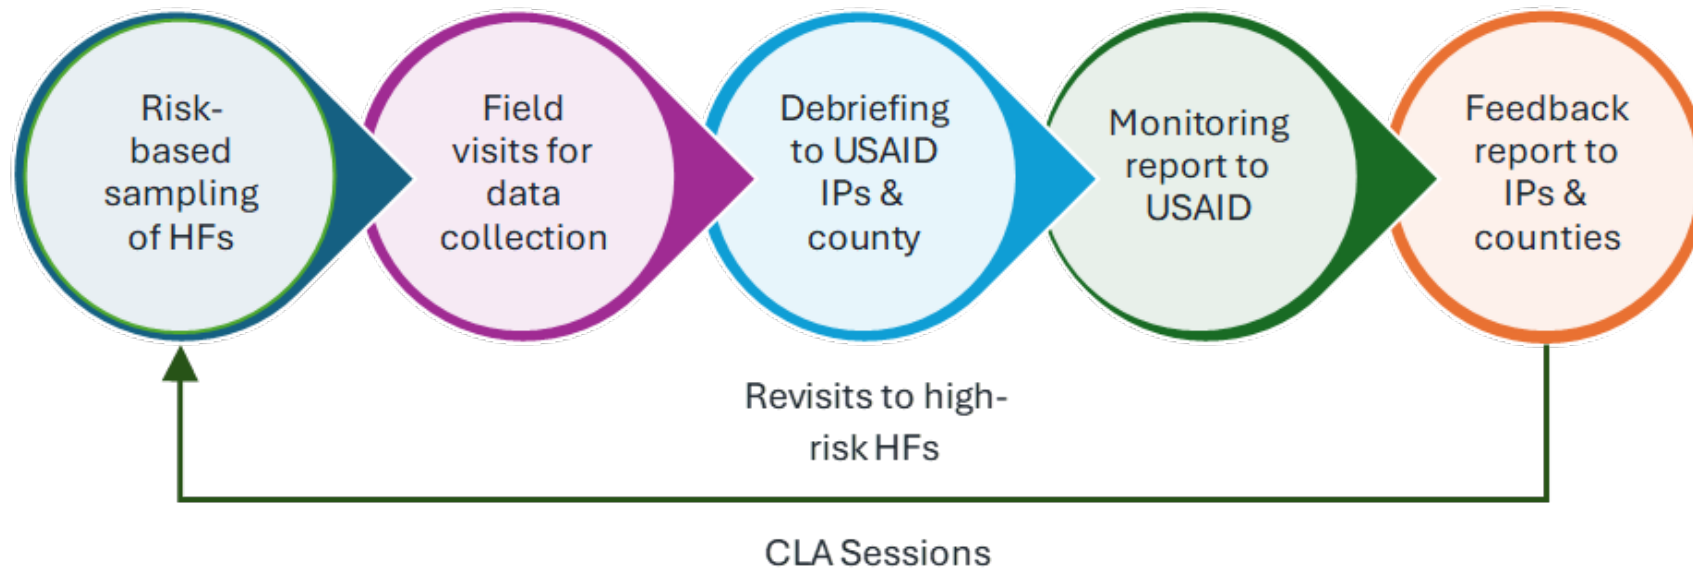 Risk-
based
sampling
of HFs
Field
visits for
data
collection
Debriefing
to USAID
IPs &
county
Monitoring
report to
USAID
Feedback
report to
IPs &
counties
Revisits to high-
risk HFs
CLA Sessions